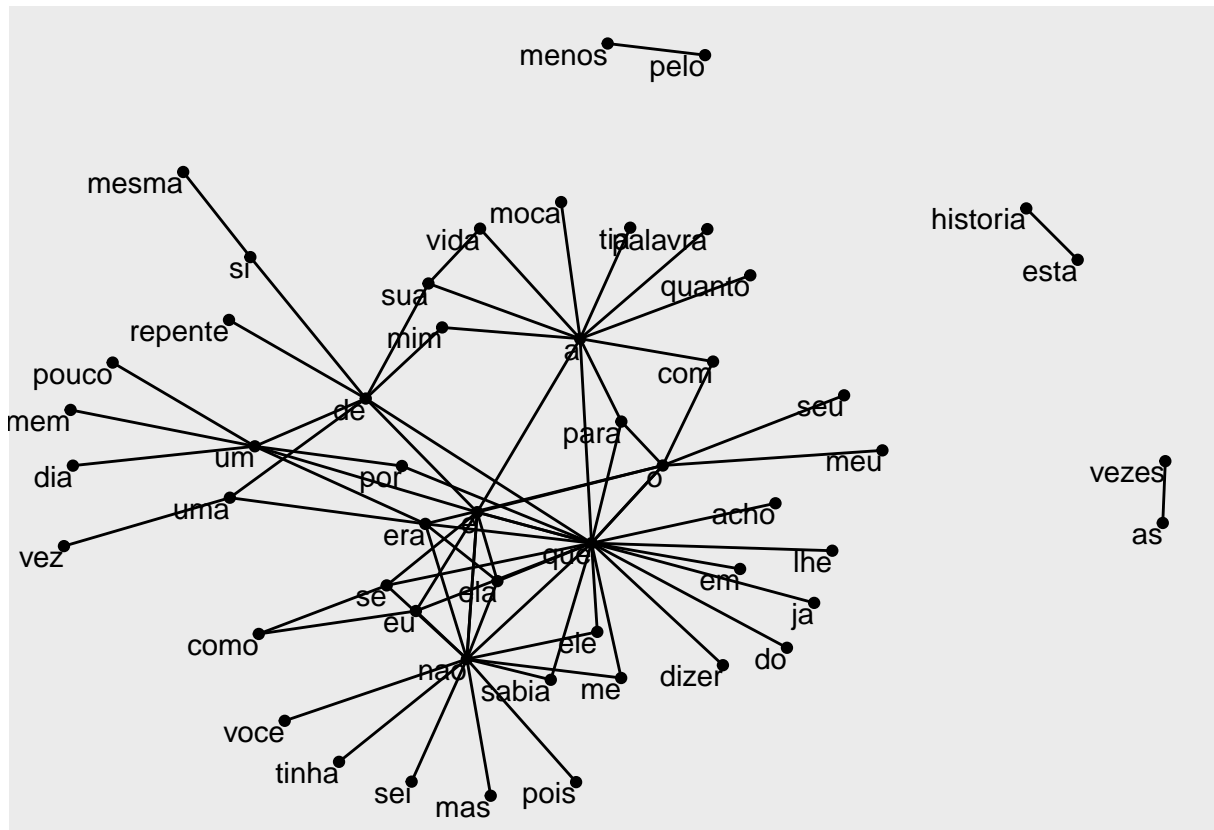 menos
pelo
mesma
moca
historia
vida
tia
palavra
si
esta
quanto
sua
repente
mim
a
pouco
com
de
seu
mem
para
um
meu
dia
por
o
vezes
uma
acho
e
era
as
que
vez
lhe
em
se
ela
ja
eu
como
ele
do
nao
dizer
sabia
me
voce
tinha
sei
pois
mas